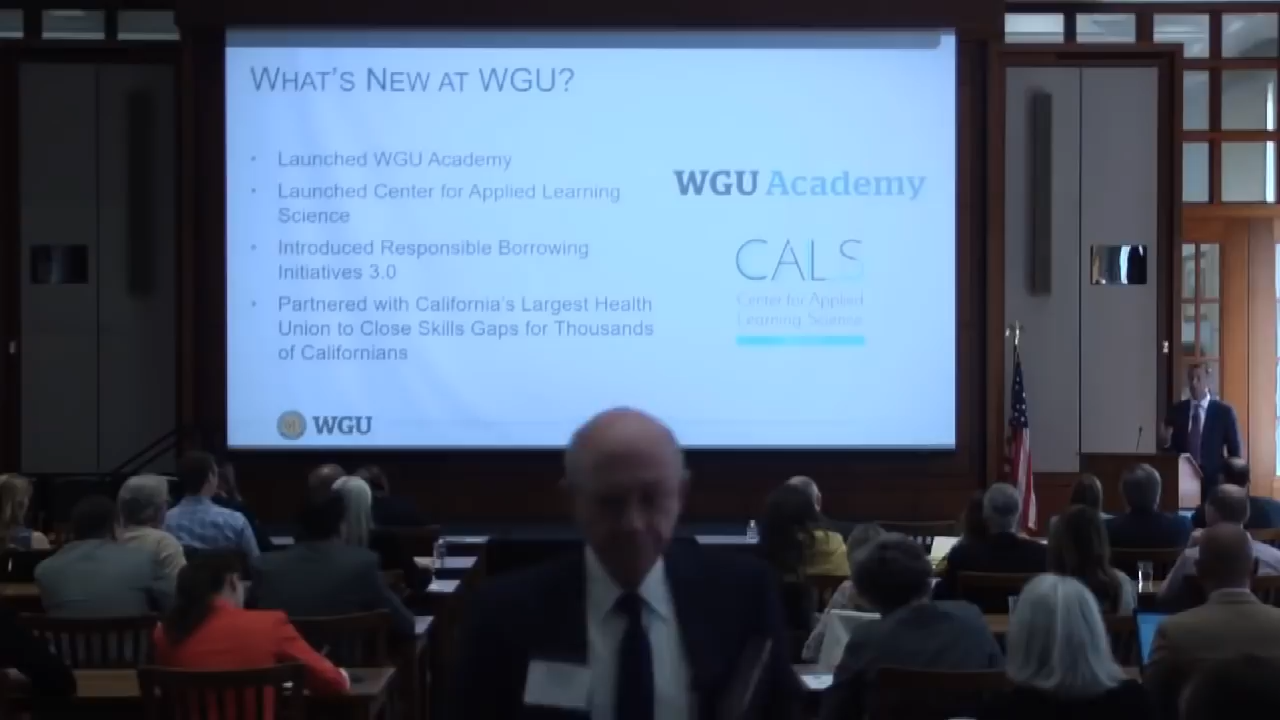 WHAT'S NEW AT WGU?
• Launched WGU Academy
• Launched Center for Applied Learning
Science
• Introduced Responsible Borrowing
Initiatives 3.0
• Partnered with California's Largest Health
Union to Close Skills Gaps for Thousands
of Californians
WGU Academy
CALS
Center for Applied
Learning Science
WGU